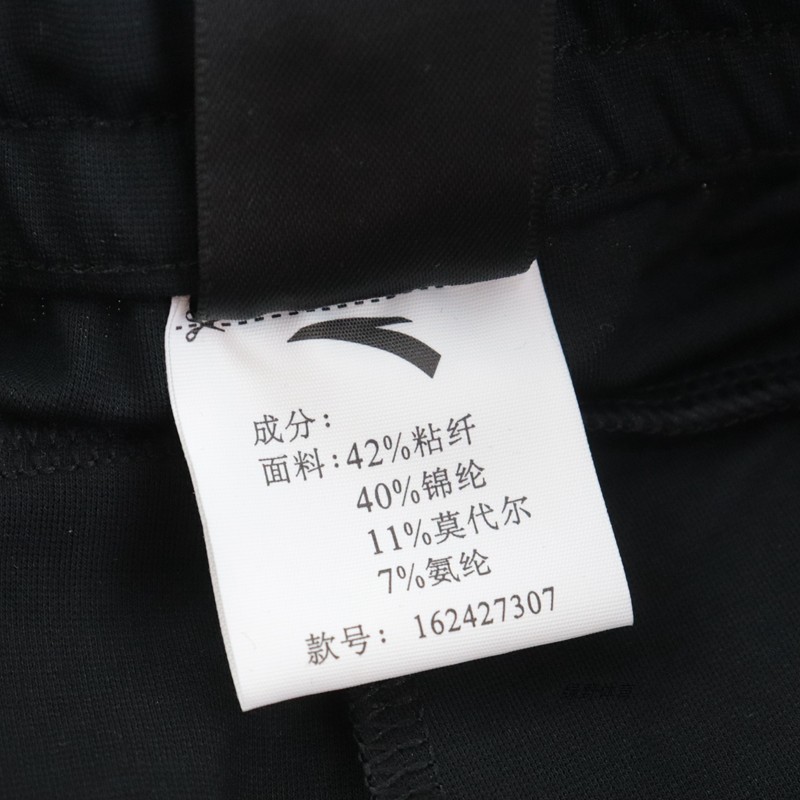 成分:
面料:42%粘纤
40%锦纶
11%莫代尔
7%氨纶
款号: 162427307